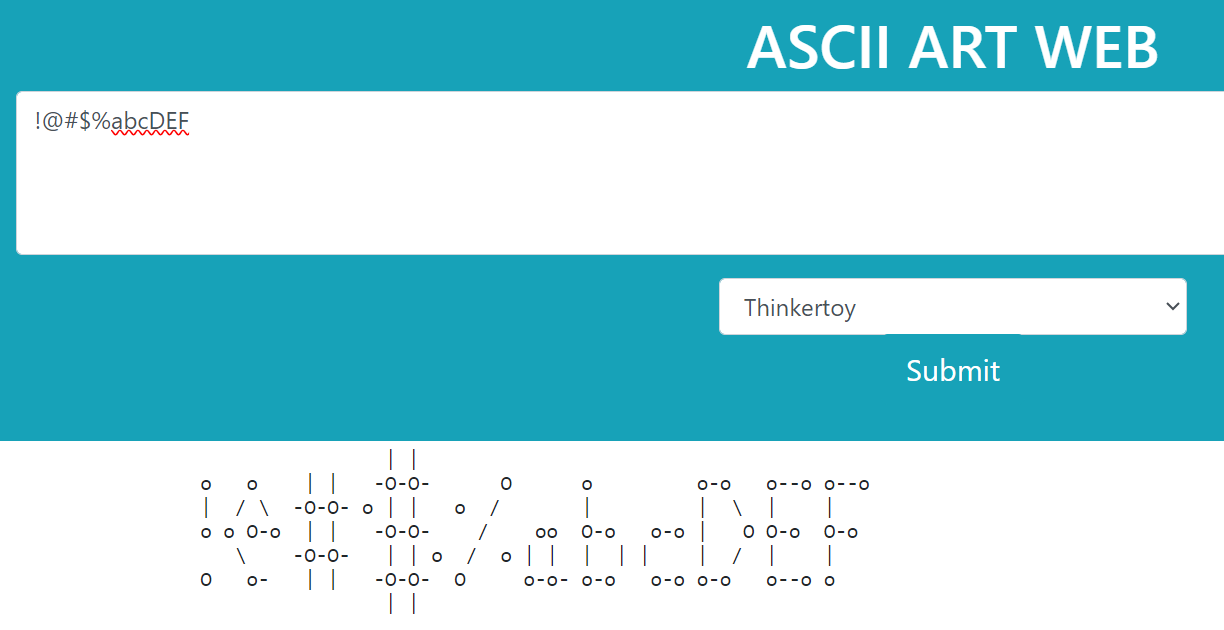 ASCII ART WEB
!@#$%abcDEF
Thinkertoy
Submit
                | |
o   o    | |   -O-O-      O      o         o-o   o--o o--o
|  / \  -O-O- o | |   o  /       |         |  \  |    |
o o O-o  | |   -O-O-    /    oo  O-o   o-o |   O O-o  O-o
   \    -O-O-   | | o  /  o | |  |  | |    |  /  |    |
O   o-   | |   -O-O-  O     o-o- o-o   o-o o-o   o--o o
                | |